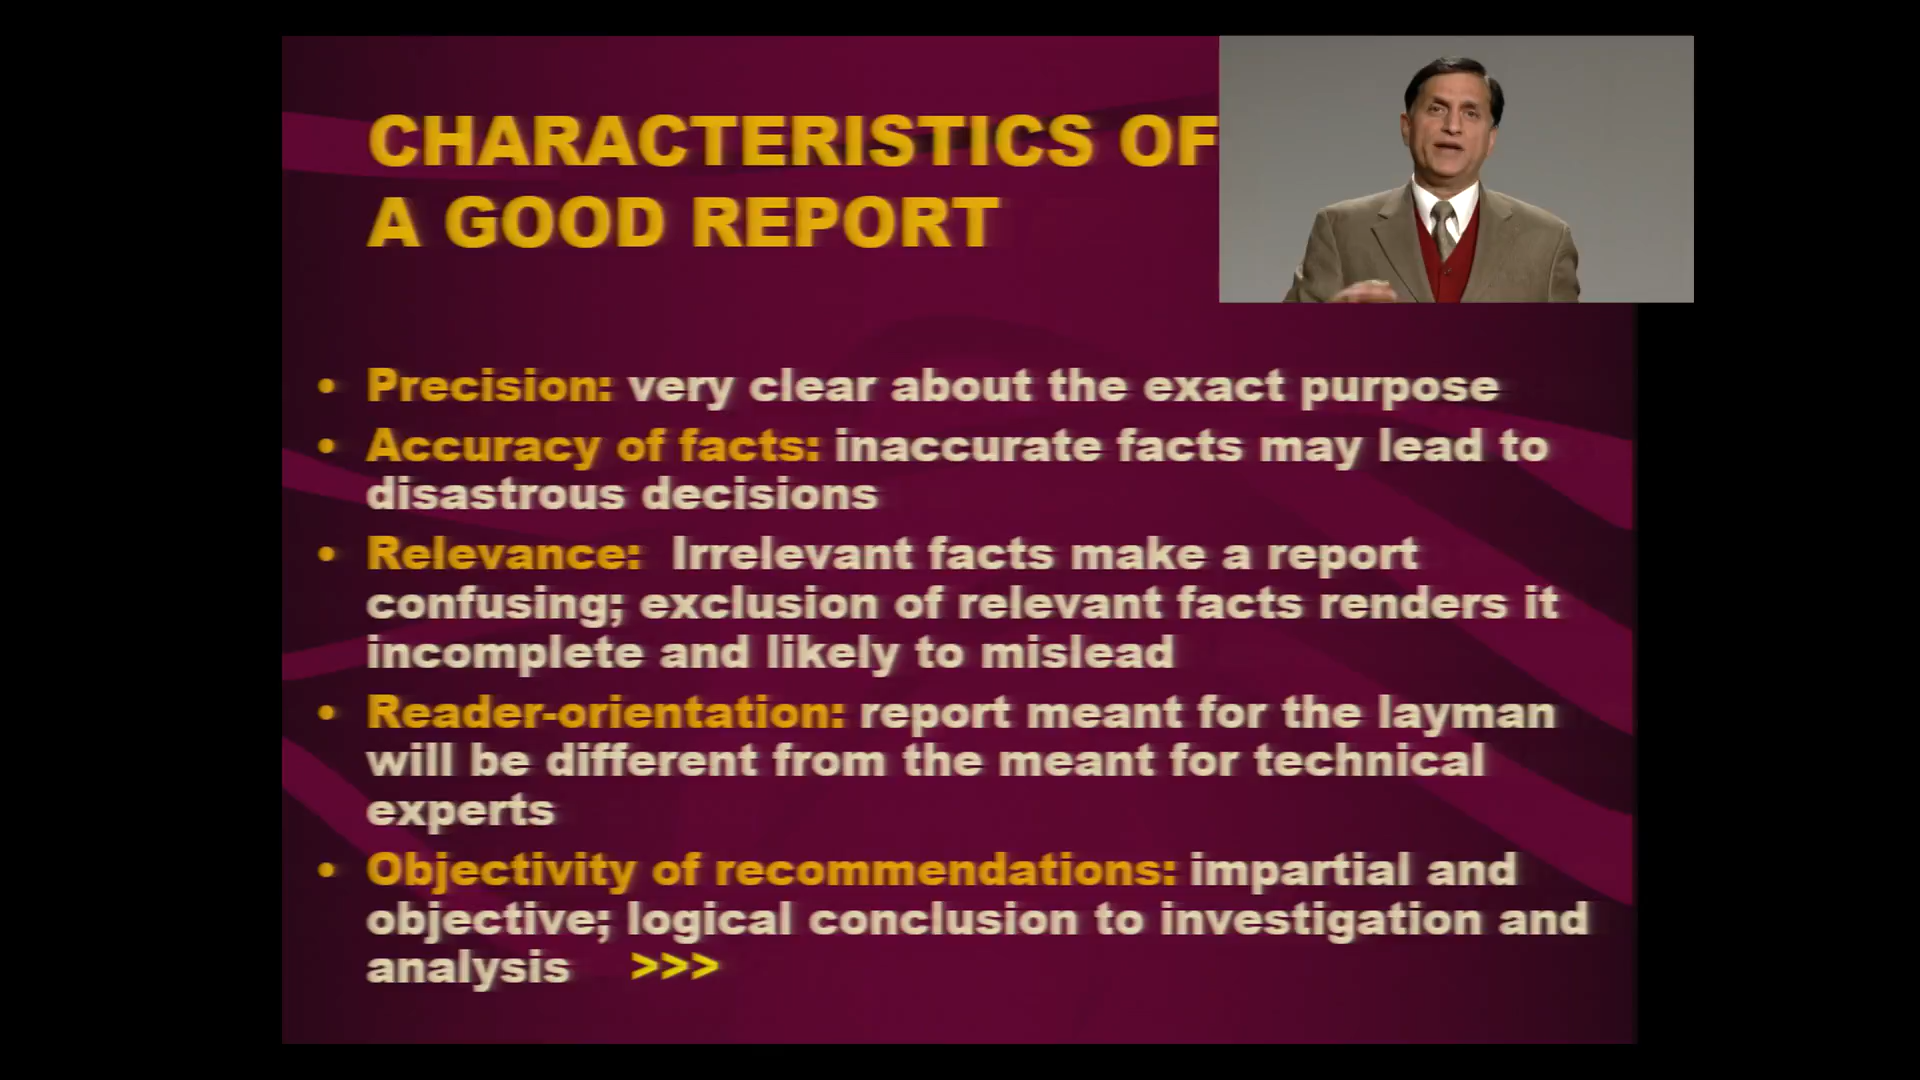 CHARACTERISTICS OF
A GOOD REPORT
• Precision: very clear about the exact purpose
• Accuracy of facts: inaccurate facts may lead to
disastrous decisions
• Relevance: Irrelevant facts make a report
confusing; exclusion of relevant facts renders it
incomplete and likely to mislead
• Reader-orientation: report meant for the layman
will be different from the meant for technical
experts
• Objectivity of recommendations: impartial and
objective; logical conclusion to investigation and
analysis >>>